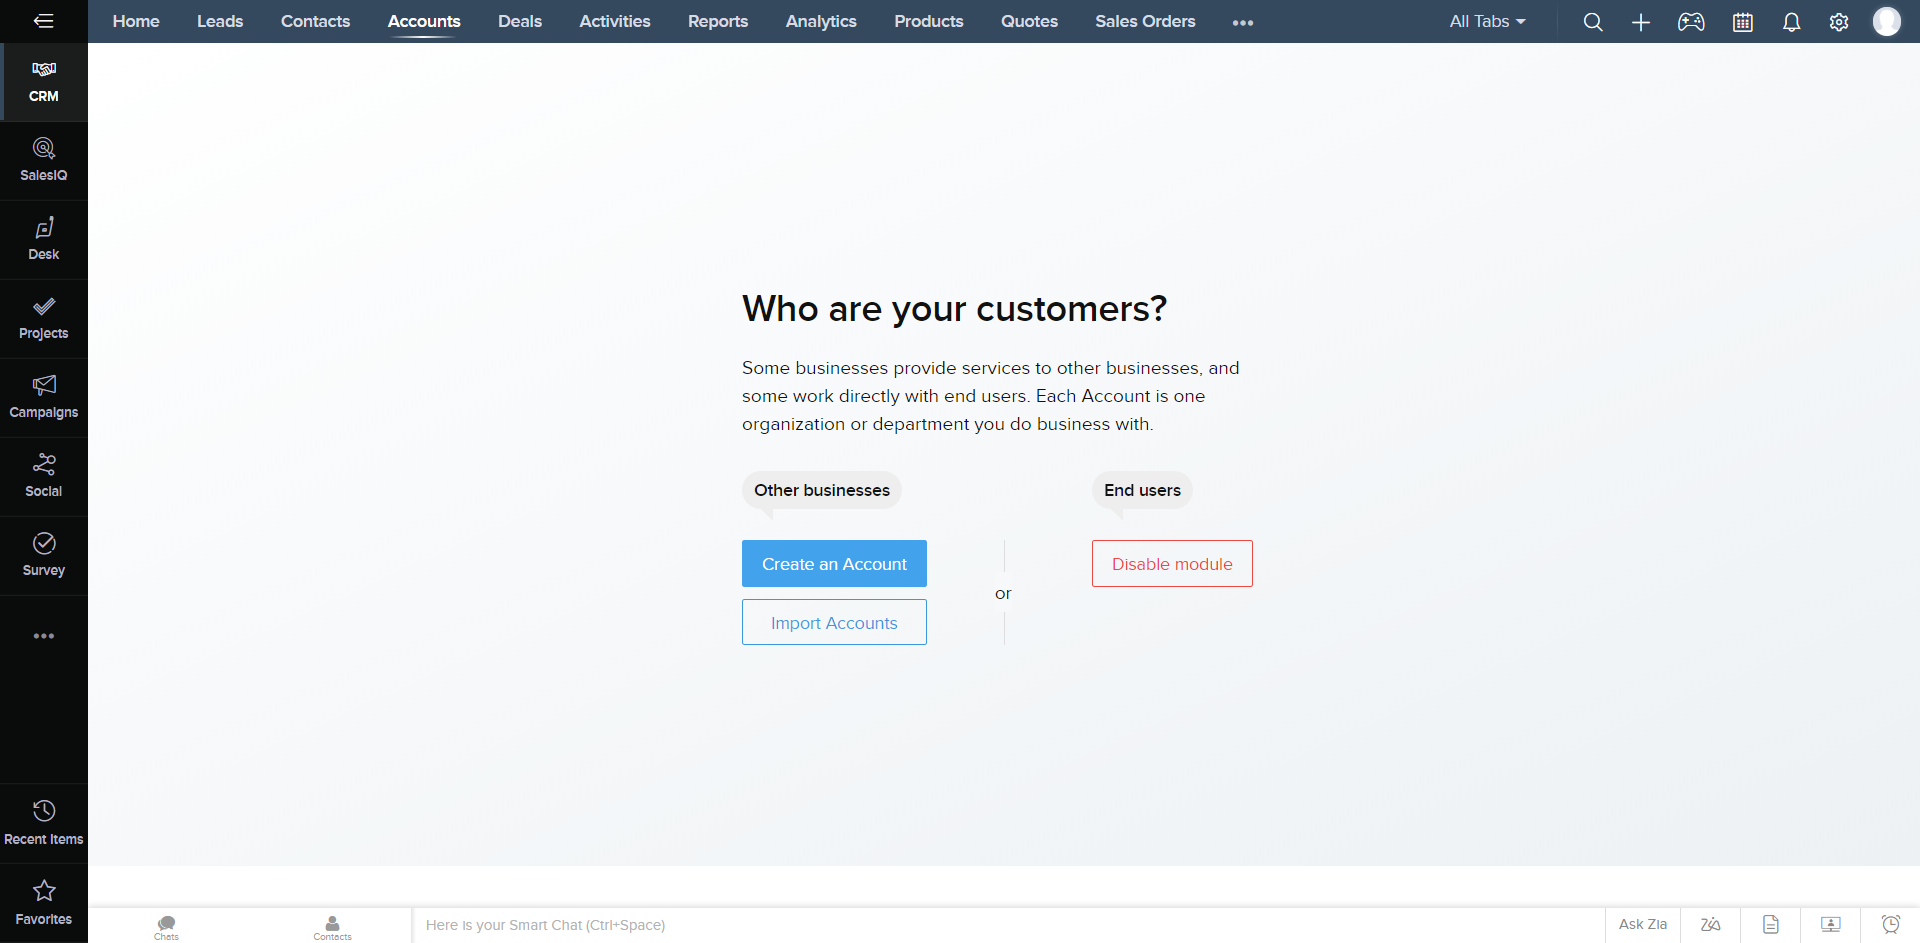 Home Leads Contacts Accounts Deals Activities Reports Analytics Products Quotes Sales Orders All Tabs
CRM
SalesIQ
Desk
Projects
Campaigns
Social
Survey
Recent Items
Favorites
Who are your customers?
Some businesses provide services to other businesses, and
some work directly with end users. Each Account is one
organization or department you do business with.
Other businesses
End users
Create an Account
or
Disable module
Import Accounts
Chats
Contacts
Here is your Smart Chat (Ctrl+Space)
Ask Zia